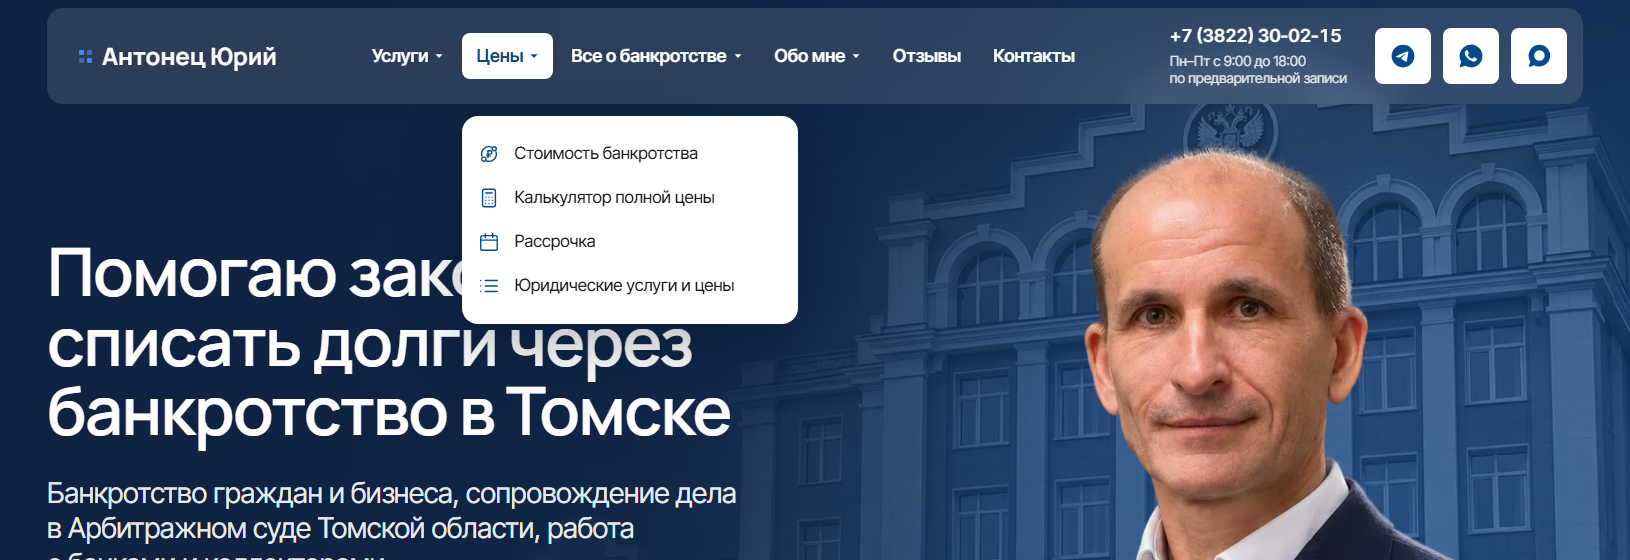 Антонец Юрий
Услуги
Цены
Все о банкротстве
Обо мне
Отзывы
Контакты
+7 (3822) 30-02-15
Пн–Пт с 9:00 до 18:00
по предварительной записи
Стоимость банкротства
Калькулятор полной цены
Рассрочка
Юридические услуги и цены
Помогаю
списать долги через
банкротство в Томске
Банкротство граждан и бизнеса, сопровождение дела
в Арбитражном суде Томской области, работа